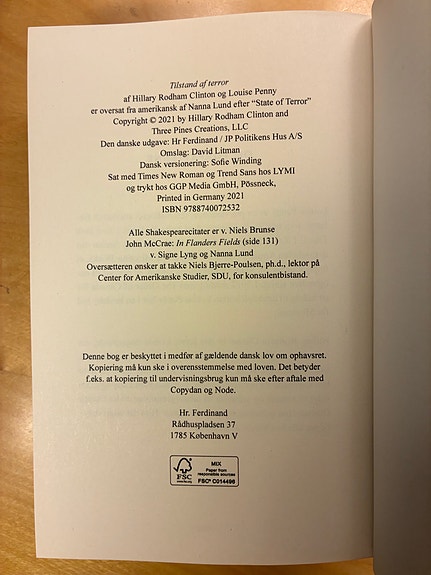 Tilstand af terror
af Hillary Rodham Clinton og Louise Penny
er oversat fra amerikansk af Nanna Lund efter "State of Terror"
Copyright © 2021 by Hillary Rodham Clinton and
Three Pines Creations, LLC
Den danske udgave: Hr Ferdinand / JP Politikens Hus A/S
Omslag: David Litman
Dansk versionering: Sofie Winding
Sat med Times New Roman og Trend Sans hos LYMI
og trykt hos GGP Media GmbH, Pössneck,
Printed in Germany 2021
ISBN 9788740072532
Alle Shakespearecitater er v. Niels Brunse
John McCrae: In Flanders Fields (side 131)
v. Signe Lyng og Nanna Lund
Oversætteren ønsker at takke Niels Bjerre-Poulsen, ph.d., lektor på
Center for Amerikanske Studier, SDU, for konsulentbistand.
Denne bog er beskyttet i medfør af gældende dansk lov om ophavsret.
Kopiering må kun ske i overensstemmelse med loven. Det betyder
f.eks. at kopiering til undervisningsbrug kun må ske efter aftale med
Copydan og Node.
Hr. Ferdinand
Rådhuspladsen 37
1785 København V
FSC
www.fsc.org
MIX
Paper from
responsible sources
FSC® C014496